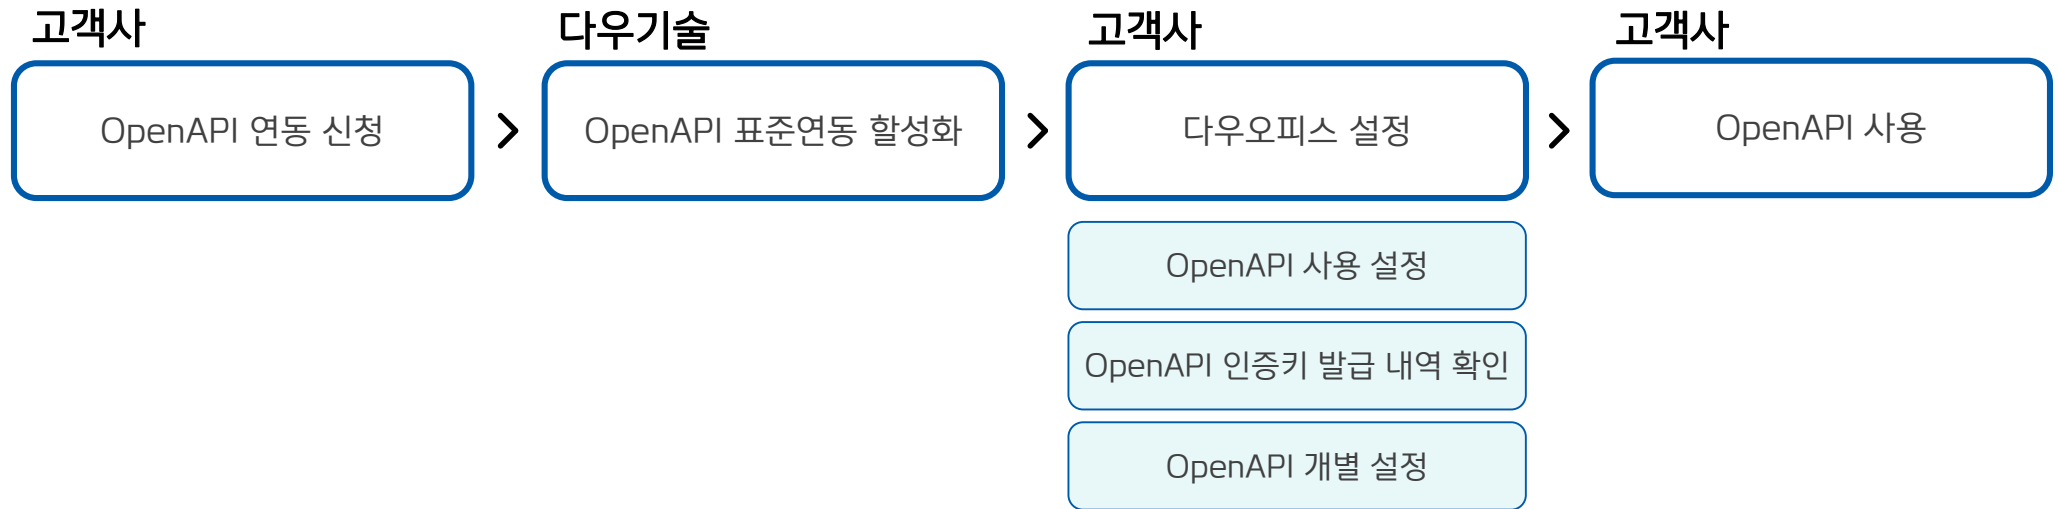 고객사
OpenAPI 연동 신청
다우기술
OpenAPI 표준연동 활성화
고객사
다우오피스 설정
OpenAPI 사용 설정
OpenAPI 인증키 발급 내역 확인
OpenAPI 개별 설정
고객사
OpenAPI 사용